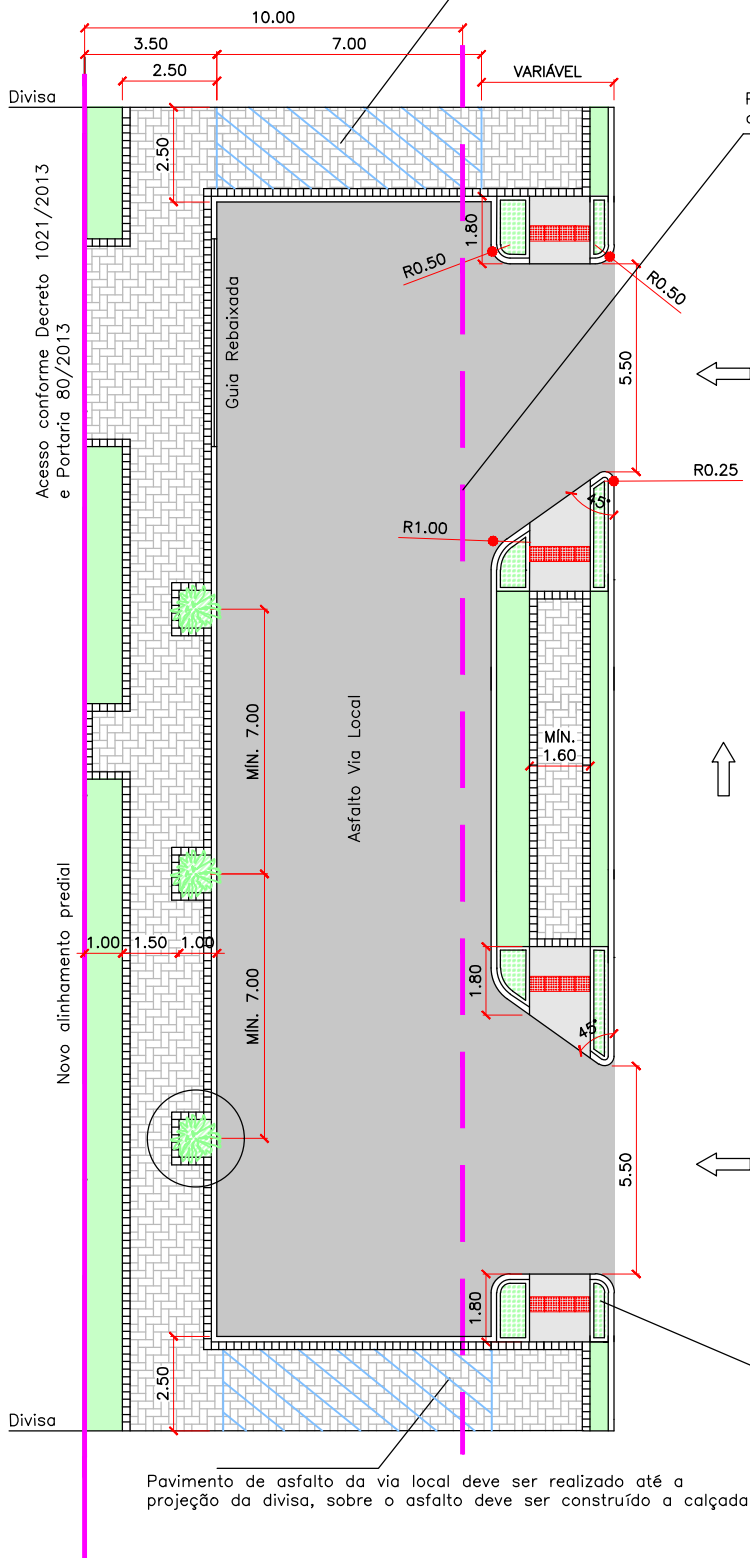 10.00
3.50
7.00
2.50
VARIÁVEL
Divisa
2.50
Acesso conforme Decreto 1021/2013
e Portaria 80/2013
Guia Rebaixada
1.80
R0.50
R0.50
5.50
R0.25
45°
R1.00
MÍN. 7.00
Asfalto Via Local
MÍN.
1.60
Novo alinhamento predial
1.00
1.50
1.00
MÍN. 7.00
1.80
45°
5.50
1.80
2.50
Divisa
Pavimento de asfalto da via local deve ser realizado até a
projeção da divisa, sobre o asfalto deve ser construído a calçada